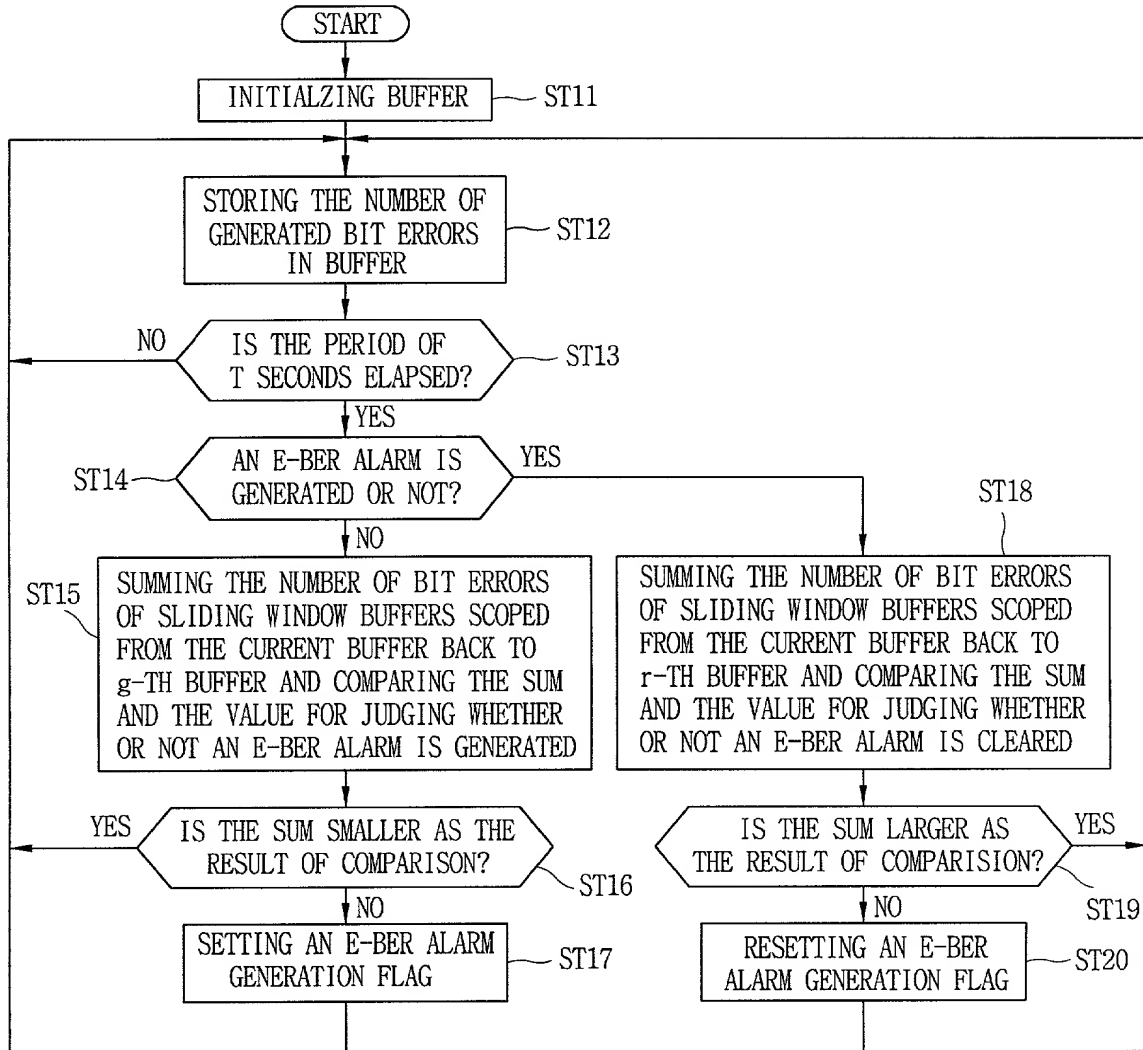 START
INITIALZING BUFFER
ST11
STORING THE NUMBER OF
GENERATED BIT ERRORS
IN BUFFER
ST12
NO
IS THE PERIOD OF
T SECONDS ELAPSED?
ST13
YES
ST14
AN E-BER ALARM IS
GENERATED OR NOT?
YES
NO
ST15
SUMMING THE NUMBER OF BIT ERRORS
OF SLIDING WINDOW BUFFERS SCOPED
FROM THE CURRENT BUFFER BACK TO
g-TH BUFFER AND COMPARING THE SUM
AND THE VALUE FOR JUDGING WHETHER
OR NOT AN E-BER ALARM IS GENERATED
ST18
SUMMING THE NUMBER OF BIT ERRORS
OF SLIDING WINDOW BUFFERS SCOPED
FROM THE CURRENT BUFFER BACK TO
r-TH BUFFER AND COMPARING THE SUM
AND THE VALUE FOR JUDGING WHETHER
OR NOT AN E-BER ALARM IS CLEARED
YES
IS THE SUM SMALLER AS THE
RESULT OF COMPARISON?
ST16
NO
SETTING AN E-BER ALARM
GENERATION FLAG
ST17
IS THE SUM LARGER AS
THE RESULT OF COMPARISION?
YES
ST19
NO
RESETTING AN E-BER
ALARM GENERATION FLAG
ST20